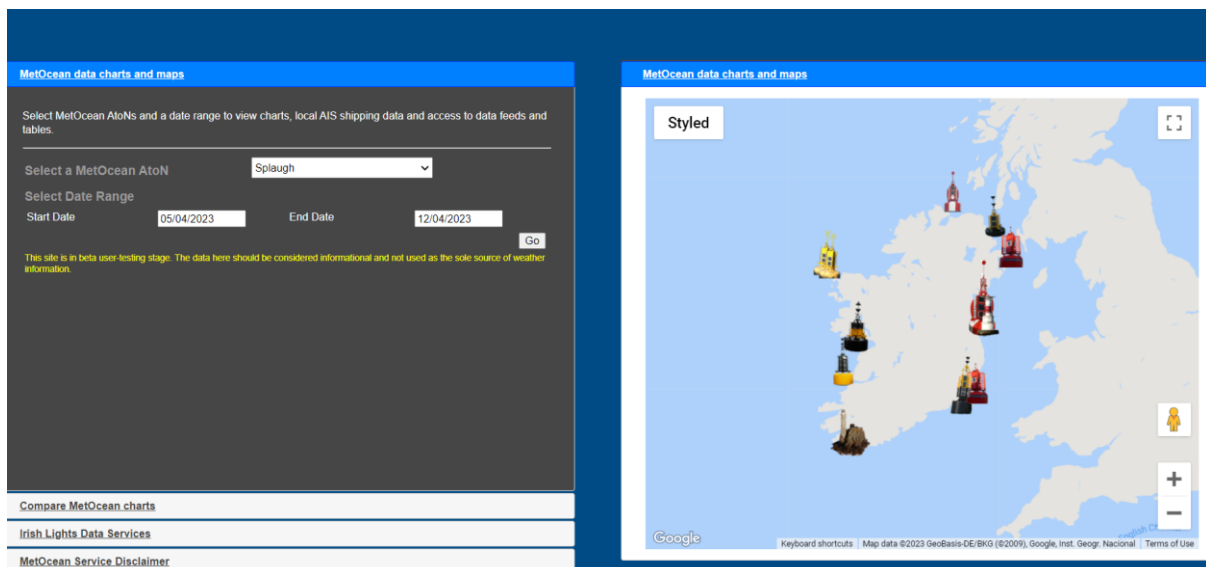 MetOcean data charts and maps
Select MetOcean AtoNs and a date range to view charts, local AIS shipping data and access to data feeds and
tables.
Select a MetOcean AtoN
Splaugh
Select Date Range
Start Date
05/04/2023
End Date
12/04/2023
Go
This site is in beta user-testing stage. The data here should be considered informational and not used as the sole source of weather
information.
Compare MetOcean charts
Irish Lights Data Services
MetOcean Service Disclaimer
MetOcean data charts and maps
Styled
English
Google
Keyboard shortcuts
Map data ©2023 GeoBasis-DE/BKG (©2009), Google, Inst. Geogr. Nacional
Terms of Use